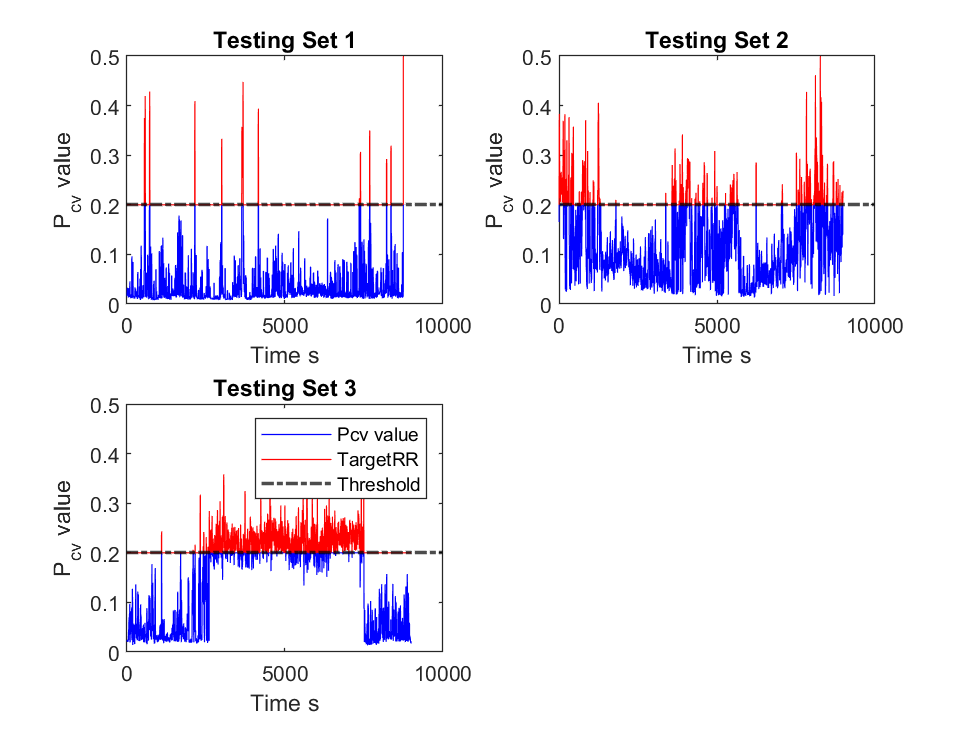 Testing Set 1
0.5
0.4
0.3
0.2
0.1
0
P_cv value
0
5000
10000
Time s
Testing Set 2
0.5
0.4
0.3
0.2
0.1
0
P_cv value
0
5000
10000
Time s
Testing Set 3
0.5
0.4
0.3
0.2
0.1
0
P_cv value
Pcv value
TargetRR
Threshold
0
5000
10000
Time s